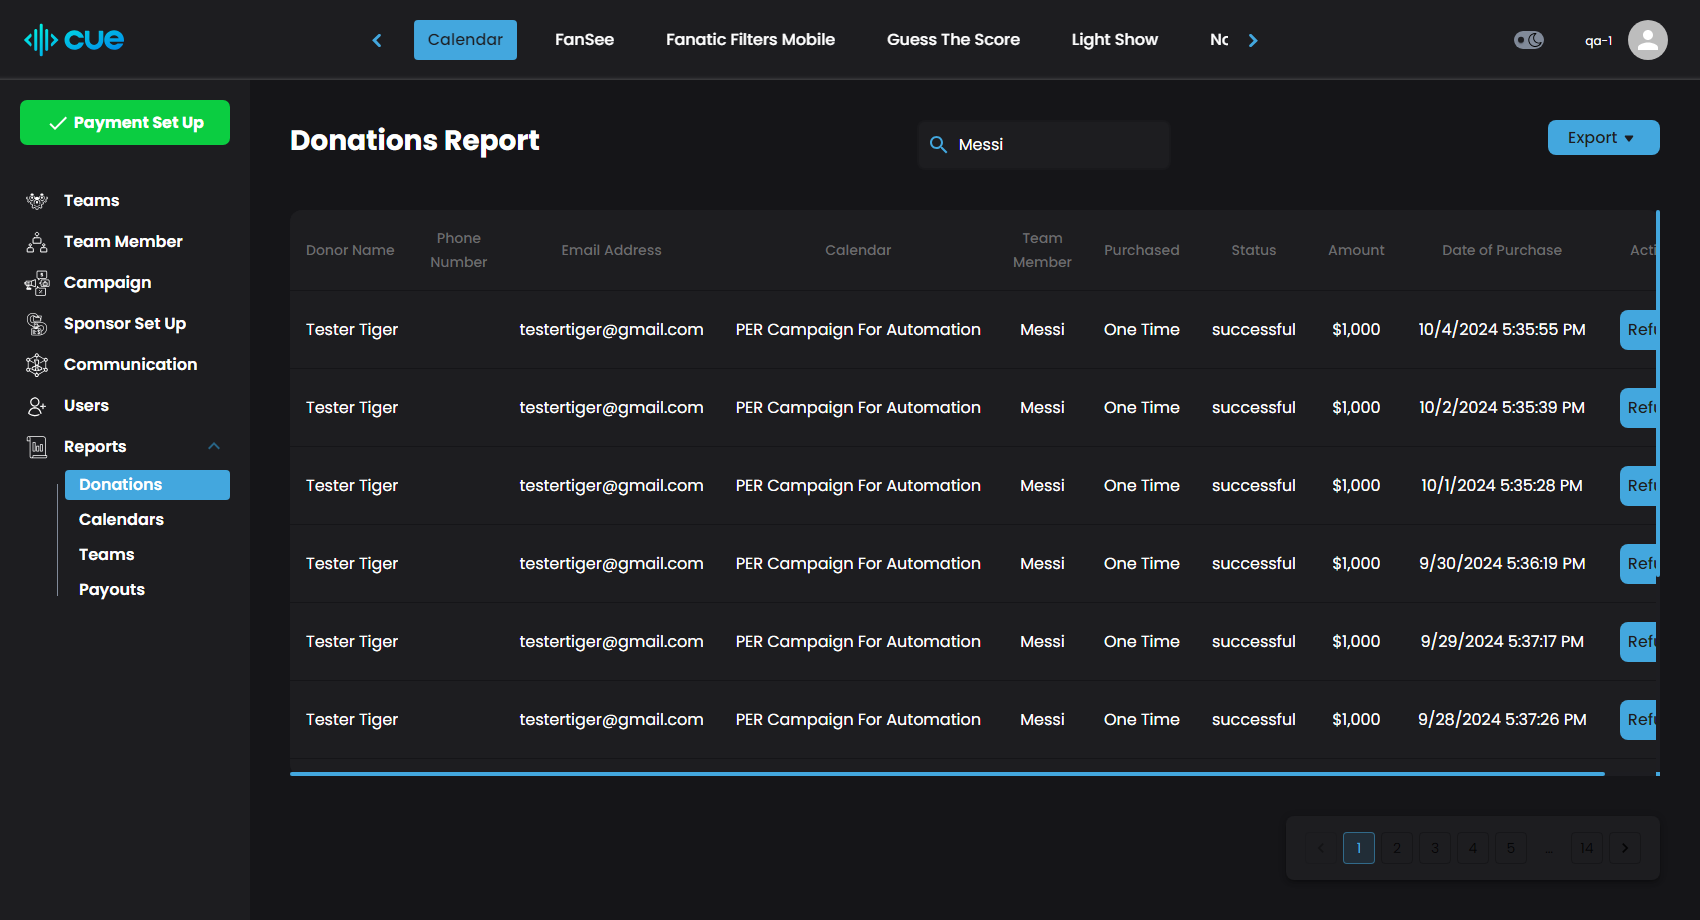 cue
Calendar FanSee Fanatic Filters Mobile Guess The Score Light Show
qa-1
Payment Set Up
Teams
Team Member
Campaign
Sponsor Set Up
Communication
Users
Reports
Donations
Calendars
Teams
Payouts
Donations Report
Messi
Export
Donor Name Phone Number Email Address Calendar Team Member Purchased Status Amount Date of Purchase Acti
Tester Tiger testertiger@gmail.com PER Campaign For Automation Messi One Time successful $1,000 10/4/2024 5:35:55 PM Refu
Tester Tiger testertiger@gmail.com PER Campaign For Automation Messi One Time successful $1,000 10/2/2024 5:35:39 PM Refu
Tester Tiger testertiger@gmail.com PER Campaign For Automation Messi One Time successful $1,000 10/1/2024 5:35:28 PM Refu
Tester Tiger testertiger@gmail.com PER Campaign For Automation Messi One Time successful $1,000 9/30/2024 5:36:19 PM Refu
Tester Tiger testertiger@gmail.com PER Campaign For Automation Messi One Time successful $1,000 9/29/2024 5:37:17 PM Refu
Tester Tiger testertiger@gmail.com PER Campaign For Automation Messi One Time successful $1,000 9/28/2024 5:37:26 PM Refu
1 2 3 4 5 ... 14